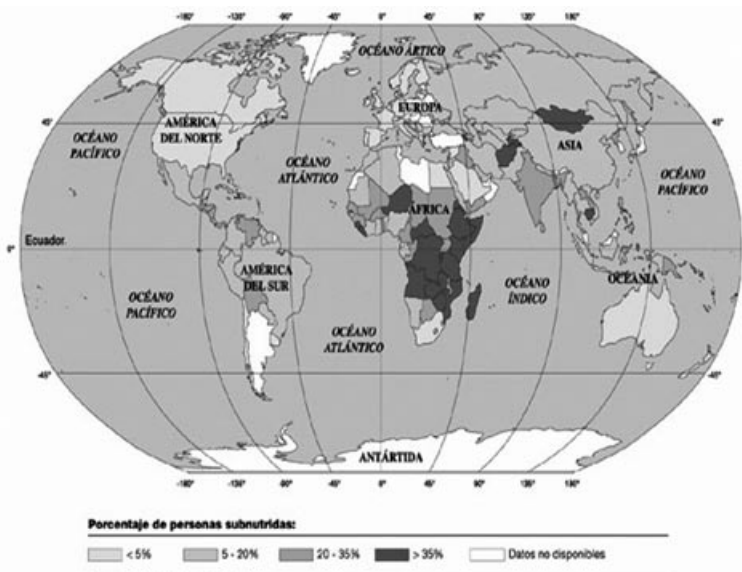 -180° 135° -90° 0° 45° 90° 135° 180°
OCÉANO ÁRTICO
EUROPA
45°
AMÉRICA
DEL NORTE
45°
OCÉANO
PACÍFICO
ASIA
OCÉANO
ATLÁNTICO
OCÉANO
PACÍFICO
ÁFRICA
Ecuador
0°
0°
AMÉRICA
DEL SUR
OCÉANO
ÍNDICO
OCEANÍA
OCÉANO
PACÍFICO
OCÉANO
ATLÁNTICO
-45°
-45°
ANTÁRTIDA
-180° -135° -90° -45° 0° 45° 90° 135° 180°
Porcentaje de personas subnutridas:
< 5% 5 - 20% 20 - 35% > 35% Datos no disponibles